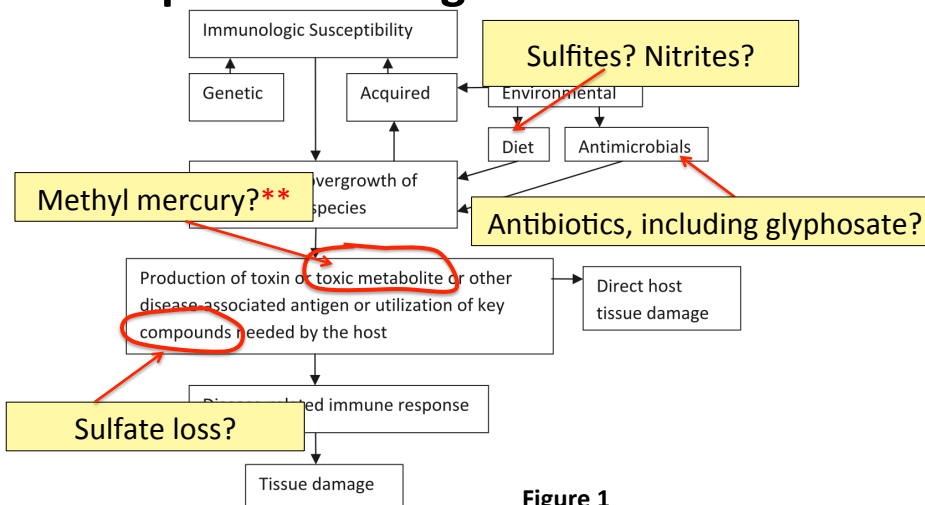 Immunologic Susceptibility
Sulfites? Nitrites?
Genetic
Acquired
Environmental
Diet
Antimicrobials
Methyl mercury?**
overgrowth of
species
Antibiotics, including glyphosate?
Production of toxin or toxic metabolite or other
disease-associated antigen or utilization of key
compounds needed by the host
Direct host
tissue damage
immune response
Sulfate loss?
Tissue damage
Figure 1